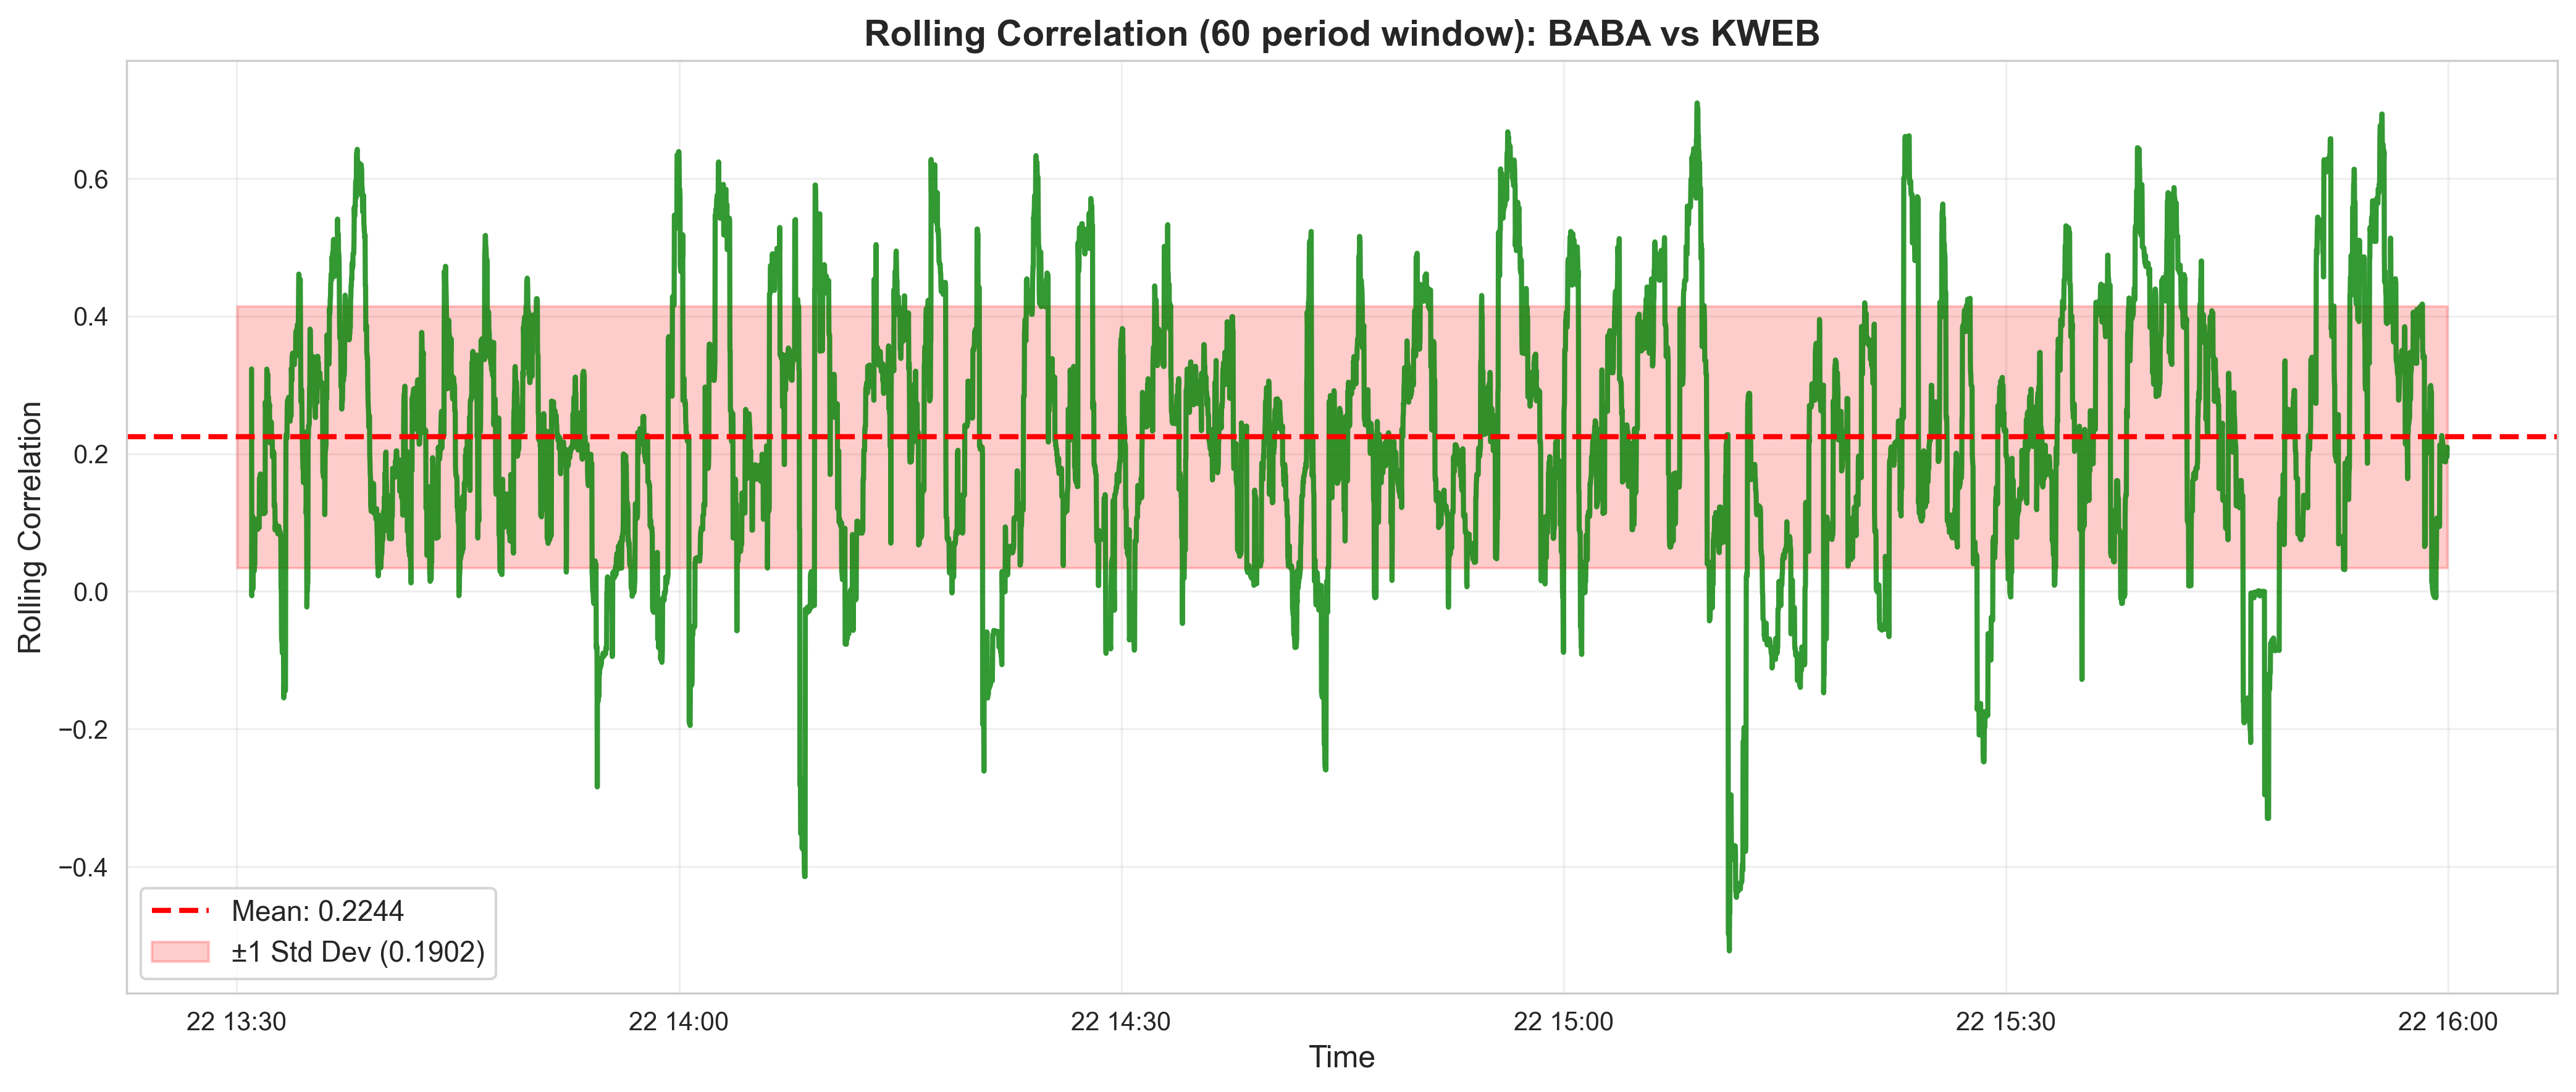 Rolling Correlation (60 period window): BABA vs KWEB
Rolling Correlation
0.6
0.4
0.2
0.0
−0.2
−0.4
Mean: 0.2244
±1 Std Dev (0.1902)
22 13:30
22 14:00
22 14:30
22 15:00
22 15:30
22 16:00
Time